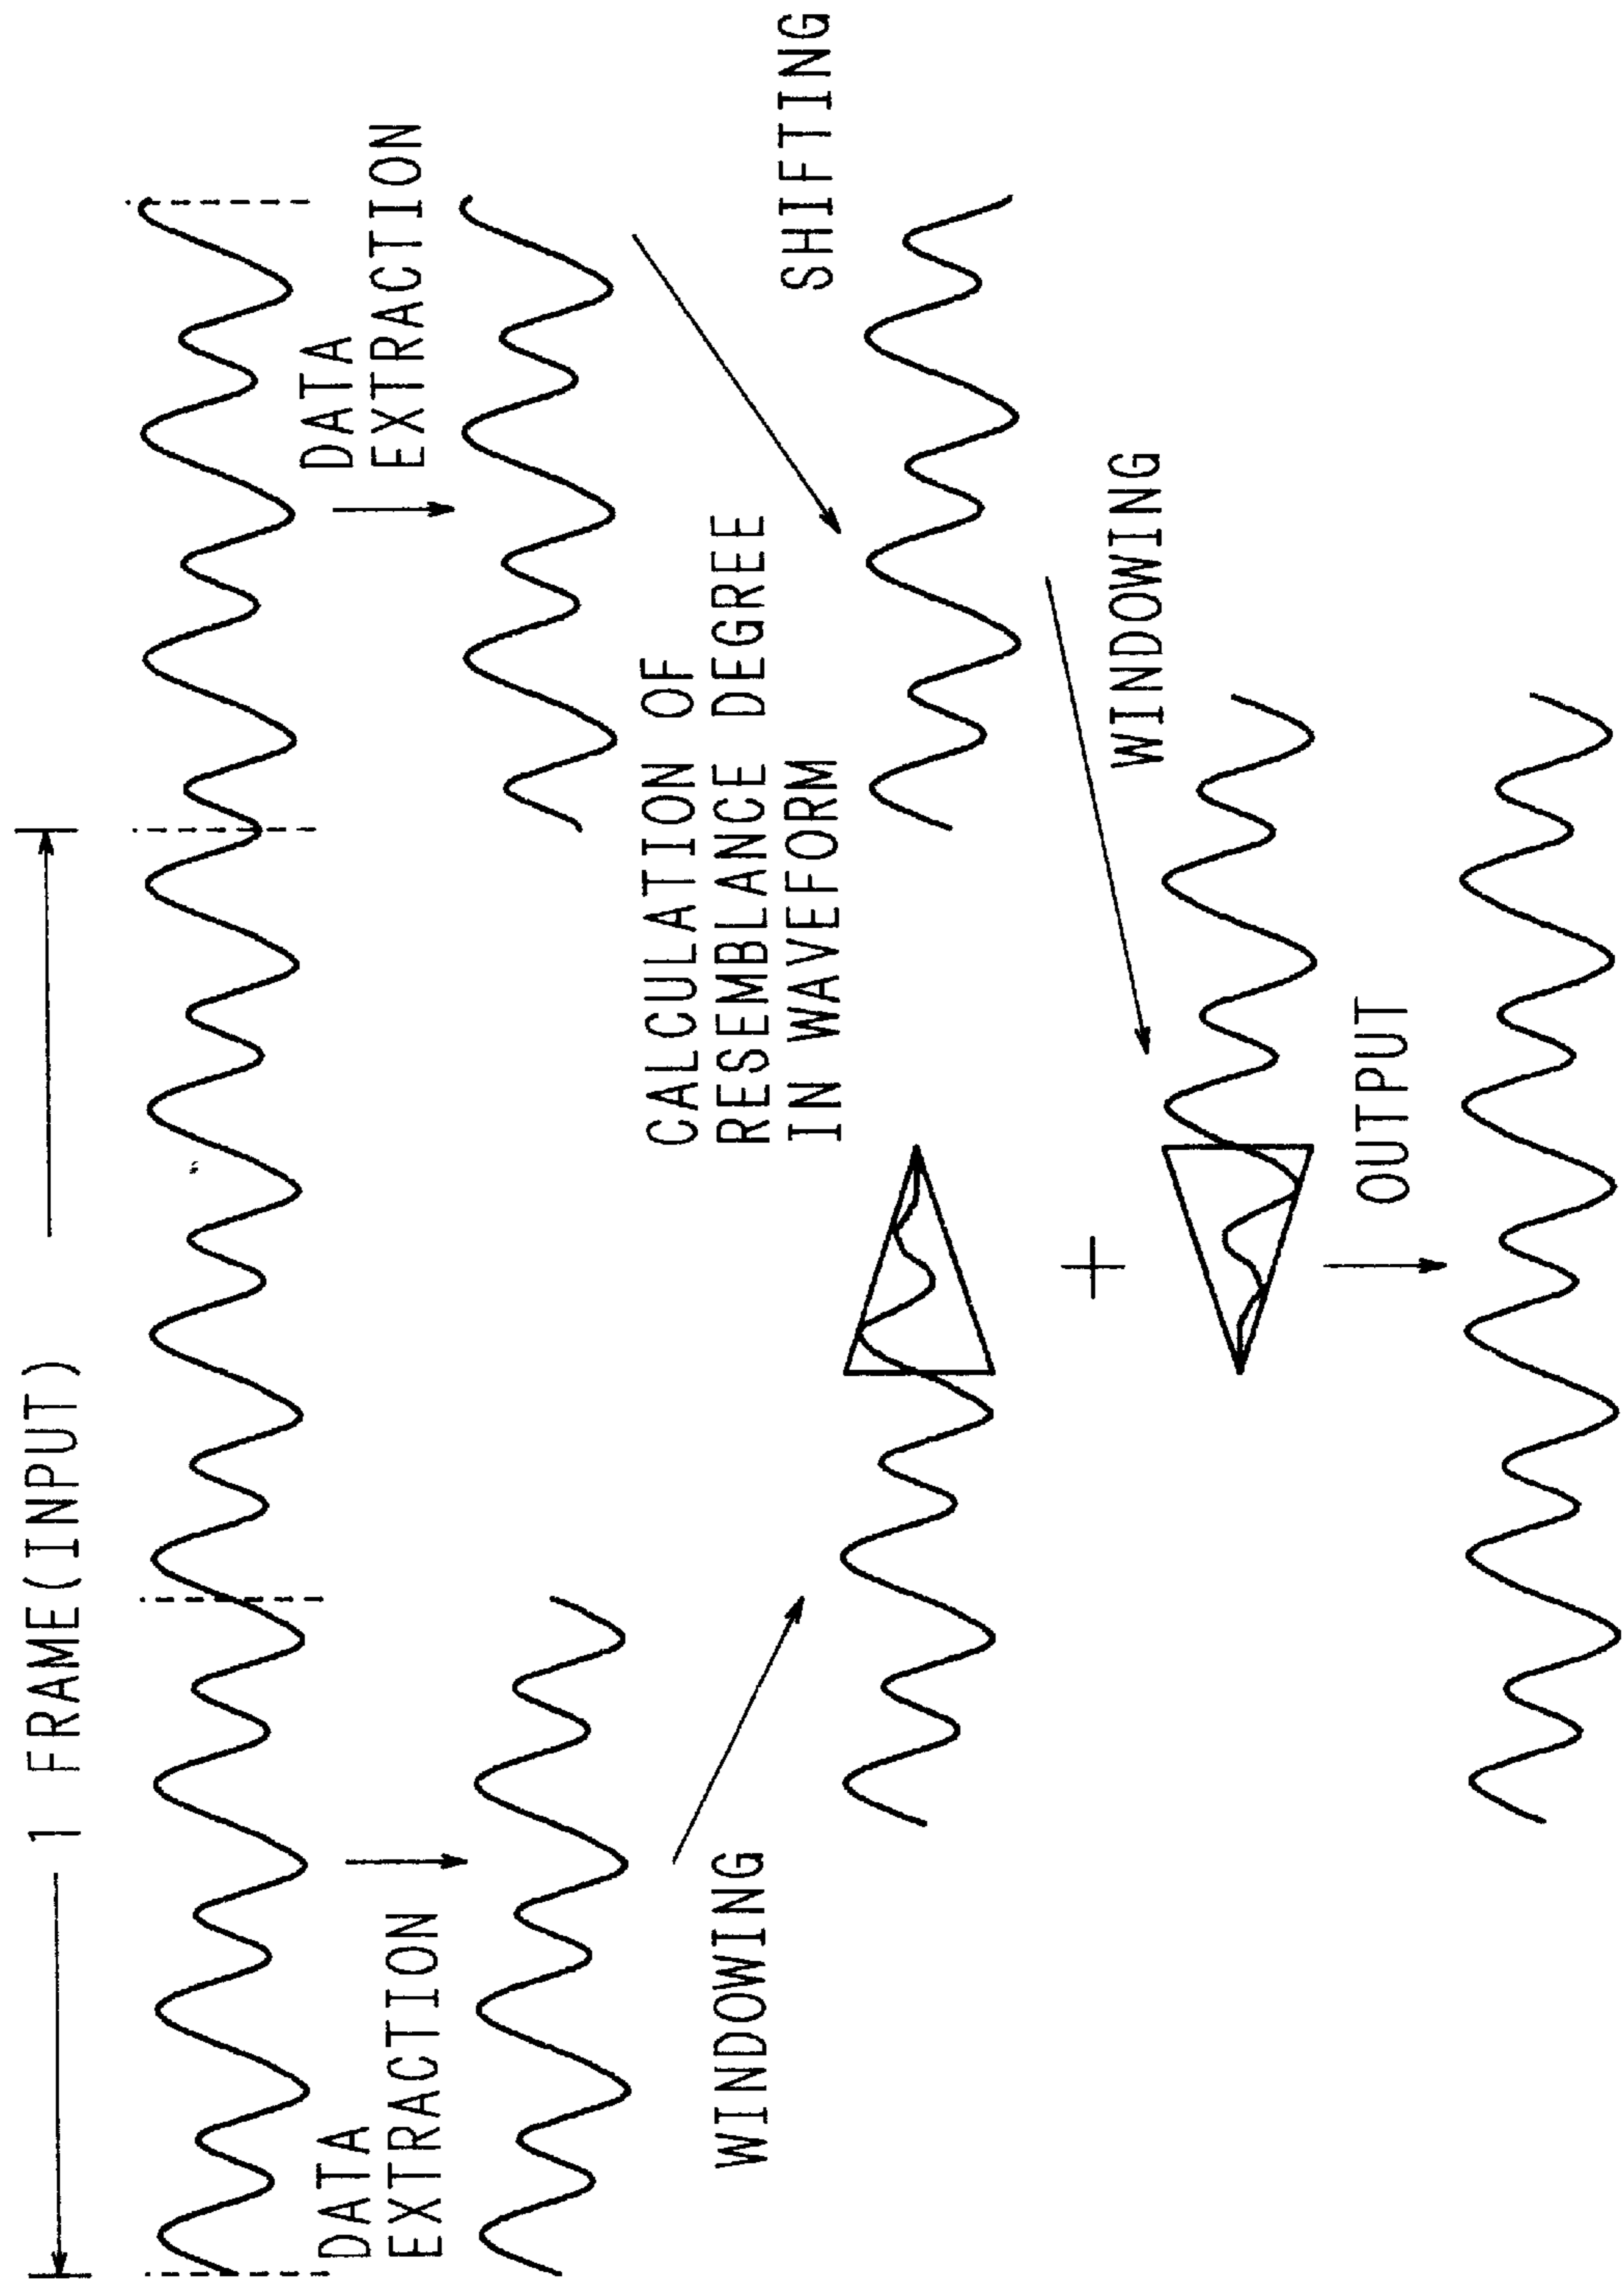 1 FRAME(INPUT)
DATA
EXTRACTION
DATA
EXTRACTION
WINDOWING
CALCULATION OF
RESEMBLANCE DEGREE
IN WAVEFORM
SHIFTING
+
WINDOWING
OUTPUT